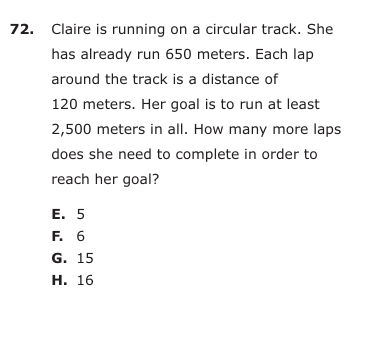 72. Claire is running on a circular track. She
has already run 650 meters. Each lap
around the track is a distance of
120 meters. Her goal is to run at least
2,500 meters in all. How many more laps
does she need to complete in order to
reach her goal?
E. 5
F. 6
G. 15
H. 16